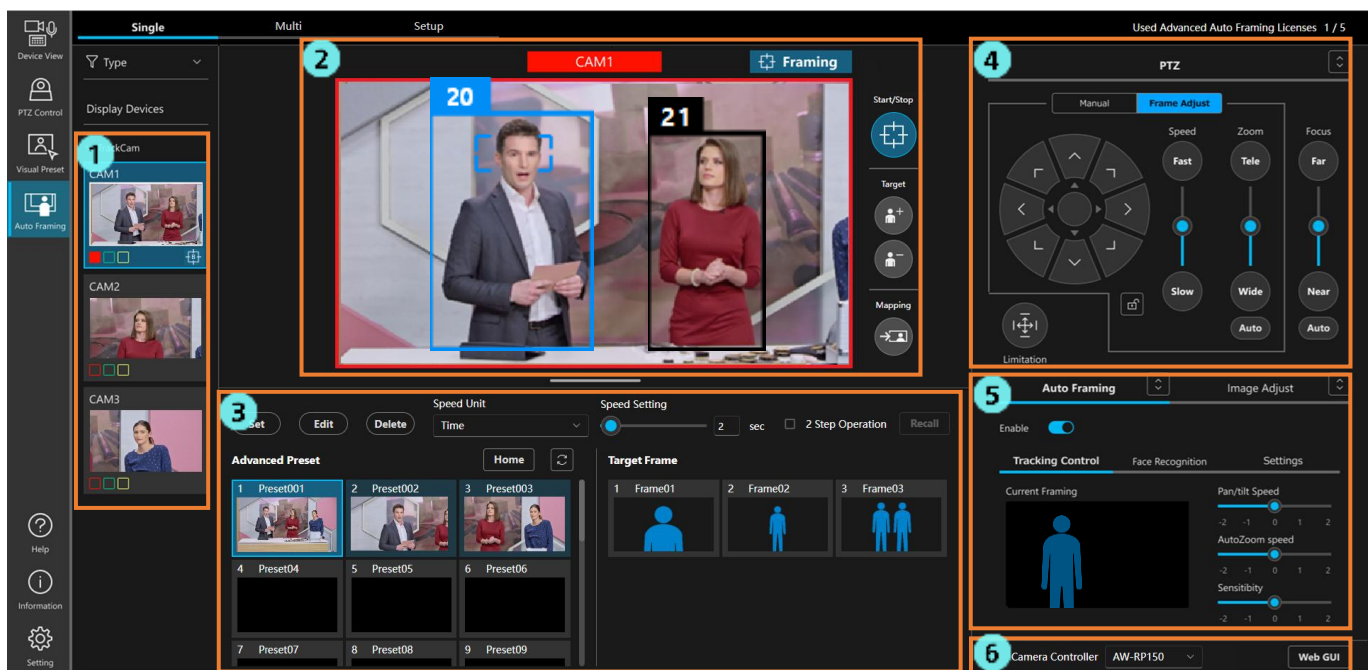 Single
Multi
Setup
Used Advanced Auto Framing Licenses 1 / 5
Device View
PTZ Control
Visual Preset
Auto Framing
Help
Information
Setting
Type
Display Devices
1
CAM1
CAM2
CAM3
2
CAM1
Framing
20
21
Start/Stop
Target
Mapping
3
Edit
Delete
Speed Unit
Time
Speed Setting
2 sec
2 Step Operation
Recall
Advanced Preset
Home
1 Preset001
2 Preset002
3 Preset003
4 Preset04
5 Preset05
6 Preset06
7 Preset07
8 Preset08
9 Preset09
Target Frame
1 Frame01
2 Frame02
3 Frame03
4
PTZ
Manual
Frame Adjust
Speed
Zoom
Focus
Fast
Tele
Far
Slow
Wide
Near
Auto
Auto
Limitation
5
Auto Framing
Image Adjust
Enable
Tracking Control
Face Recognition
Settings
Current Framing
Pan/tilt Speed
-2 -1 0 1 2
AutoZoom speed
-2 -1 0 1 2
Sensitibity
-2 -1 0 1 2
6
Camera Controller
AW-RP150
Web GUI